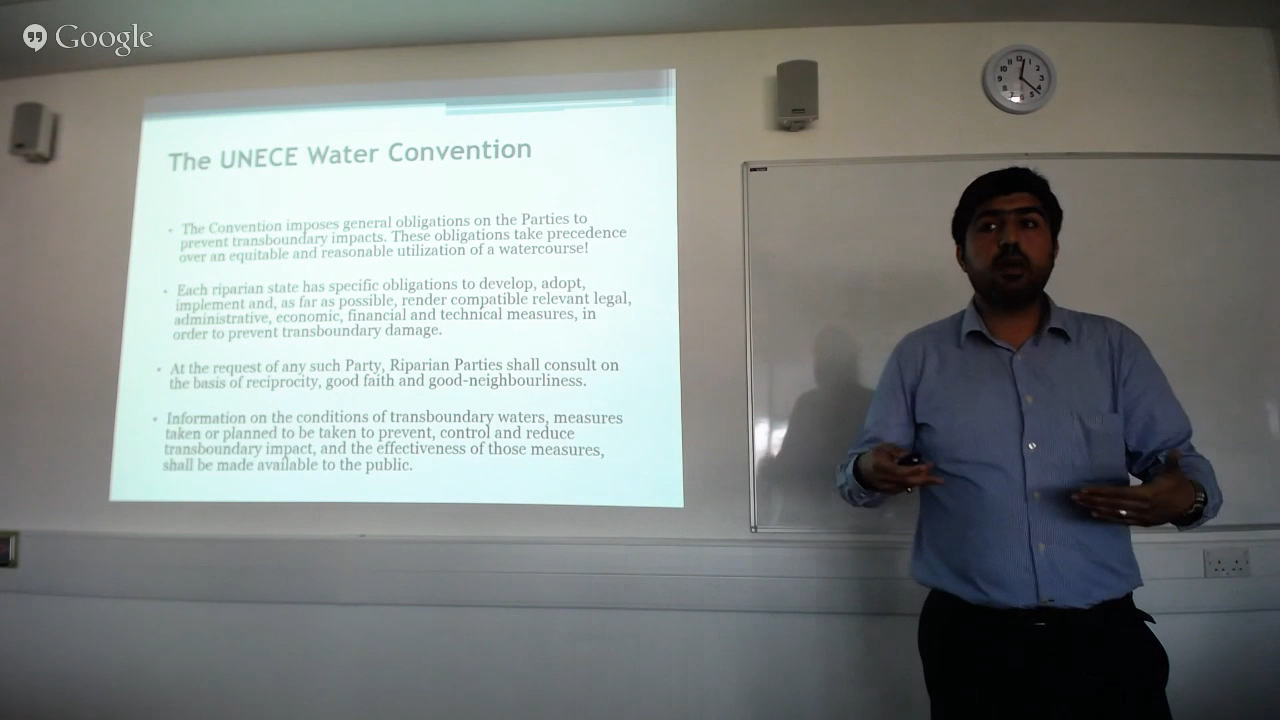 Google
The UNECE Water Convention
The Convention imposes general obligations on the Parties to
prevent transboundary impacts. These obligations take precedence
over an equitable and reasonable utilization of a watercourse!
Each riparian state has specific obligations to develop, adopt,
implement and, as far as possible, render compatible relevant legal,
administrative, economic, financial and technical measures, in
order to prevent transboundary damage.
At the request of any such Party, Riparian Parties shall consult on
the basis of reciprocity, good faith and good-neighbourliness.
Information on the conditions of transboundary waters, measures
taken or planned to be taken to prevent, control and reduce
transboundary impact, and the effectiveness of those measures,
shall be made available to the public.